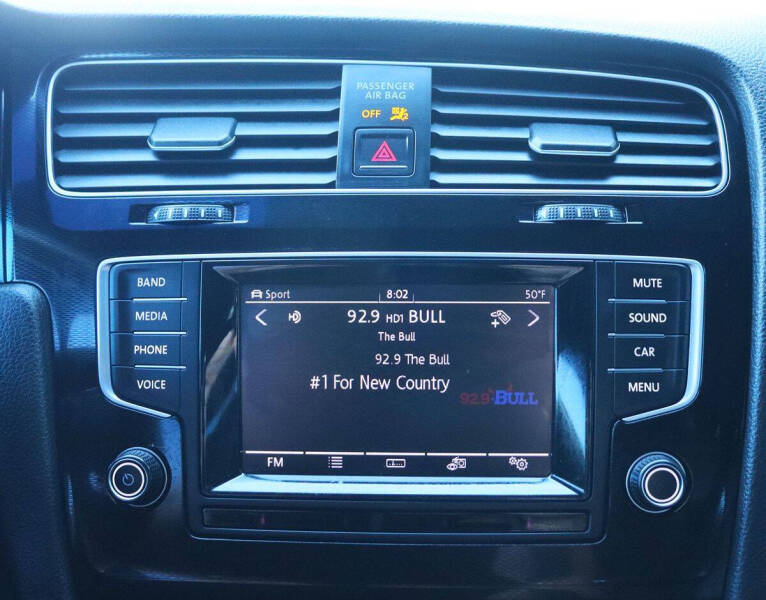 PASSENGER
AIR BAG
OFF
BAND
MEDIA
PHONE
VOICE
Sport 8:02 50°F
92.9 HD1 BULL
The Bull
92.9 The Bull
#1 For New Country
92.9 BULL
FM
MUTE
SOUND
CAR
MENU